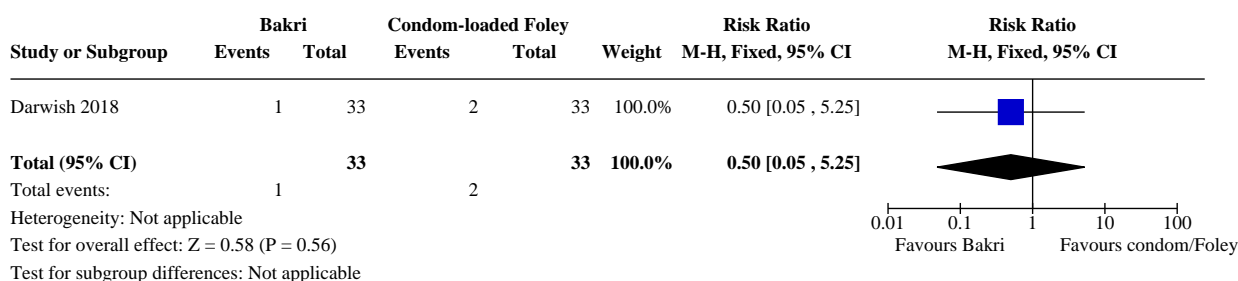 Bakri Condom-loaded Foley Risk Ratio Risk Ratio
Study or Subgroup Events Total Events Total Weight M-H, Fixed, 95% CI M-H, Fixed, 95% CI
Darwish 2018 1 33 2 33 100.0% 0.50 [0.05 , 5.25]
Total (95% CI) 33 33 100.0% 0.50 [0.05 , 5.25]
Total events: 1 2
Heterogeneity: Not applicable
0.01 0.1 1 10 100
Test for overall effect: Z = 0.58 (P = 0.56)
Favours Bakri Favours condom/Foley
Test for subgroup differences: Not applicable